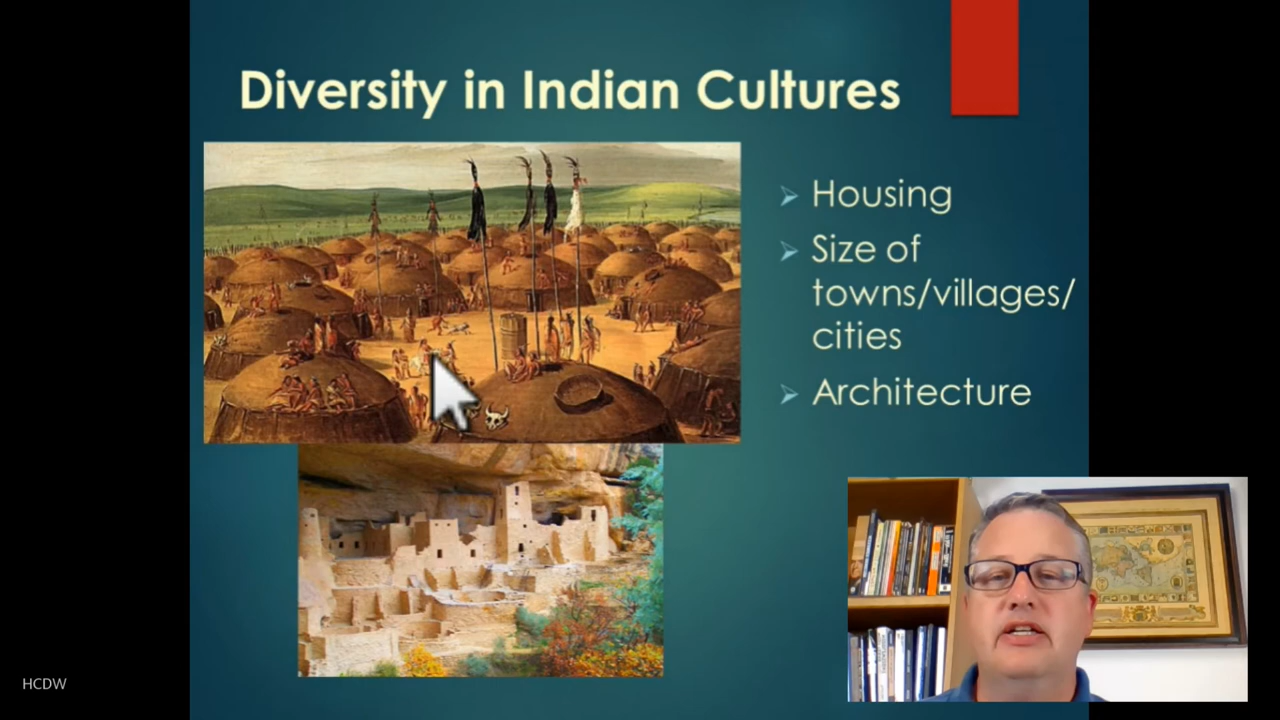 Diversity in Indian Cultures
Housing
Size of
towns/villages/
cities
Architecture
HCDW